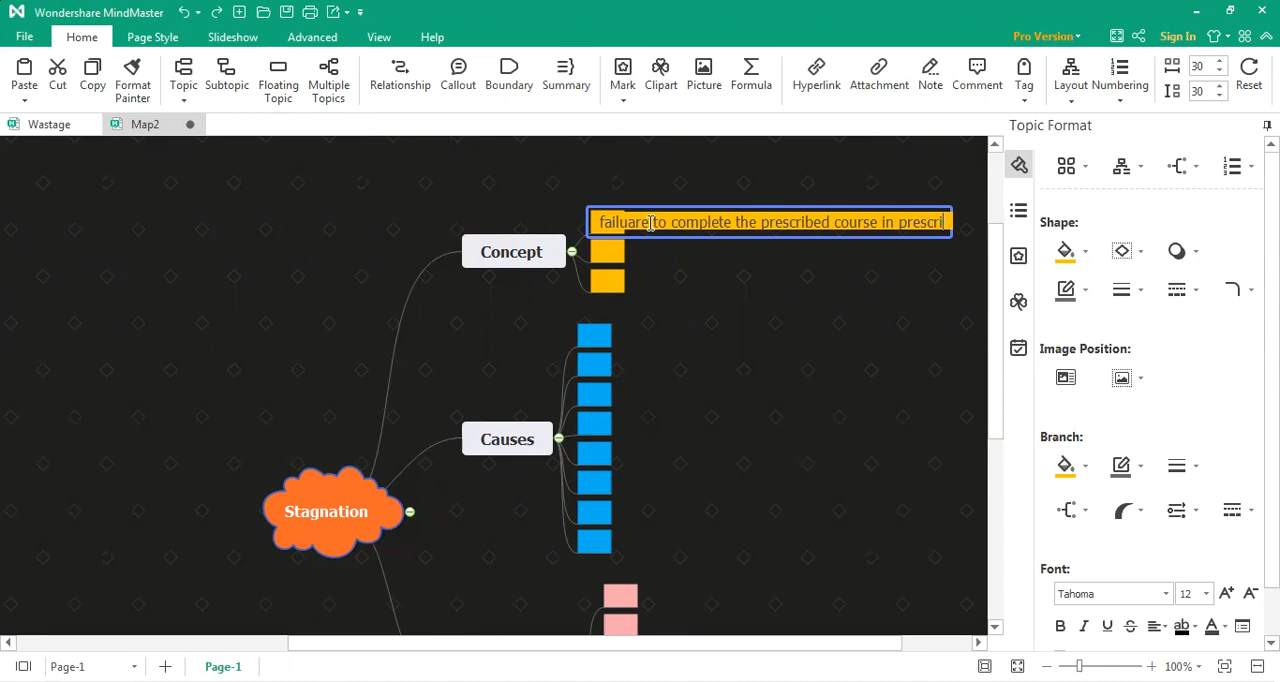 Wondershare MindMaster
File Home Page Style Slideshow Advanced View Help Pro Version Sign In
Paste Cut Copy Format Painter Topic Subtopic Floating Topic Multiple Topics Relationship Callout Boundary Summary Mark Clipart Picture Formula Hyperlink Attachment Note Comment Tag Layout Numbering 30 30 Reset
Wastage Map2
Topic Format
failuare to complete the prescribed course in prescri
Concept
Causes
Stagnation
Shape:
Image Position:
Branch:
Font:
Tahoma 12 A+ A-
B I U S ab A
Page-1 Page-1 100%